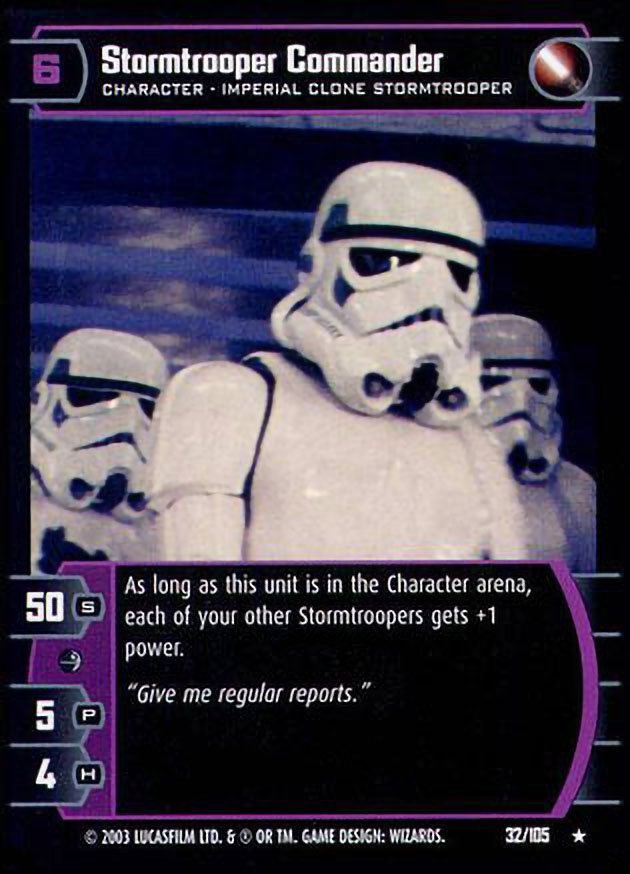 6
Stormtrooper Commander
CHARACTER · IMPERIAL CLONE STORMTROOPER
50 S
5 P
4 H
As long as this unit is in the Character arena,
each of your other Stormtroopers gets +1
power.
“Give me regular reports.”
© 2003 LUCASFILM LTD. & ® OR TM. GAME DESIGN: WIZARDS. 32/105 ★